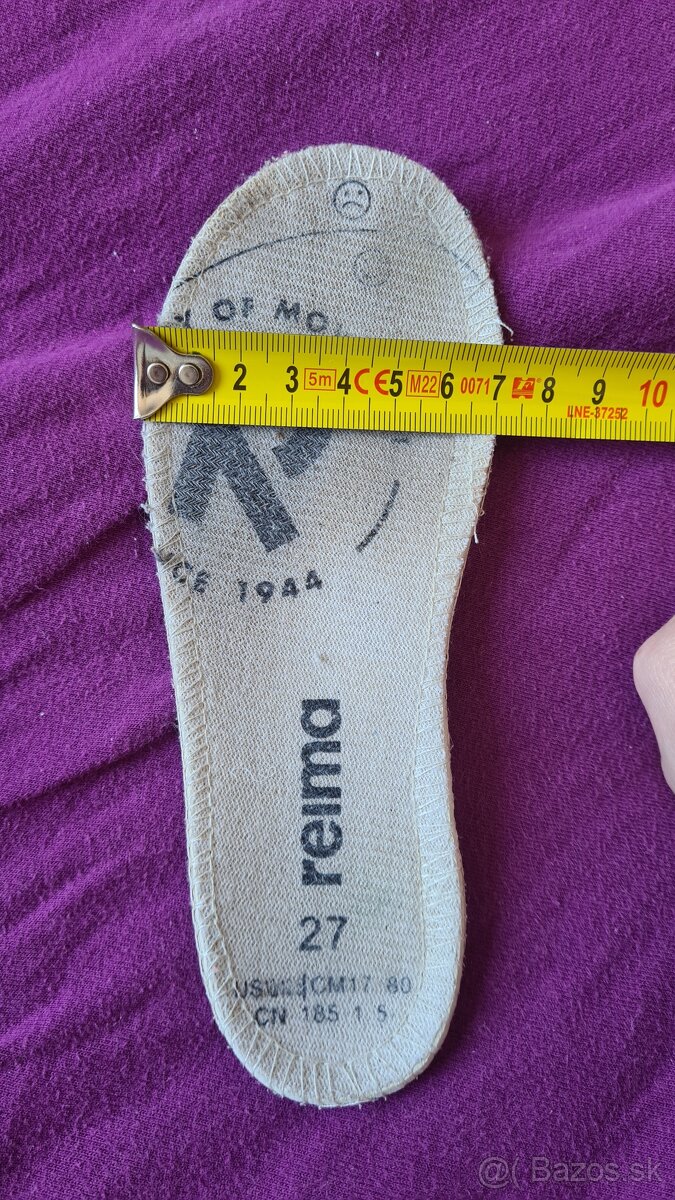 OF MO
2 3 5m 4 CE 5 M22 6 0071 7 8 9 10
LNE-37252
NCE 1944
reima
27
CM17 80
CN 185 1 5
@( Bazos.sk